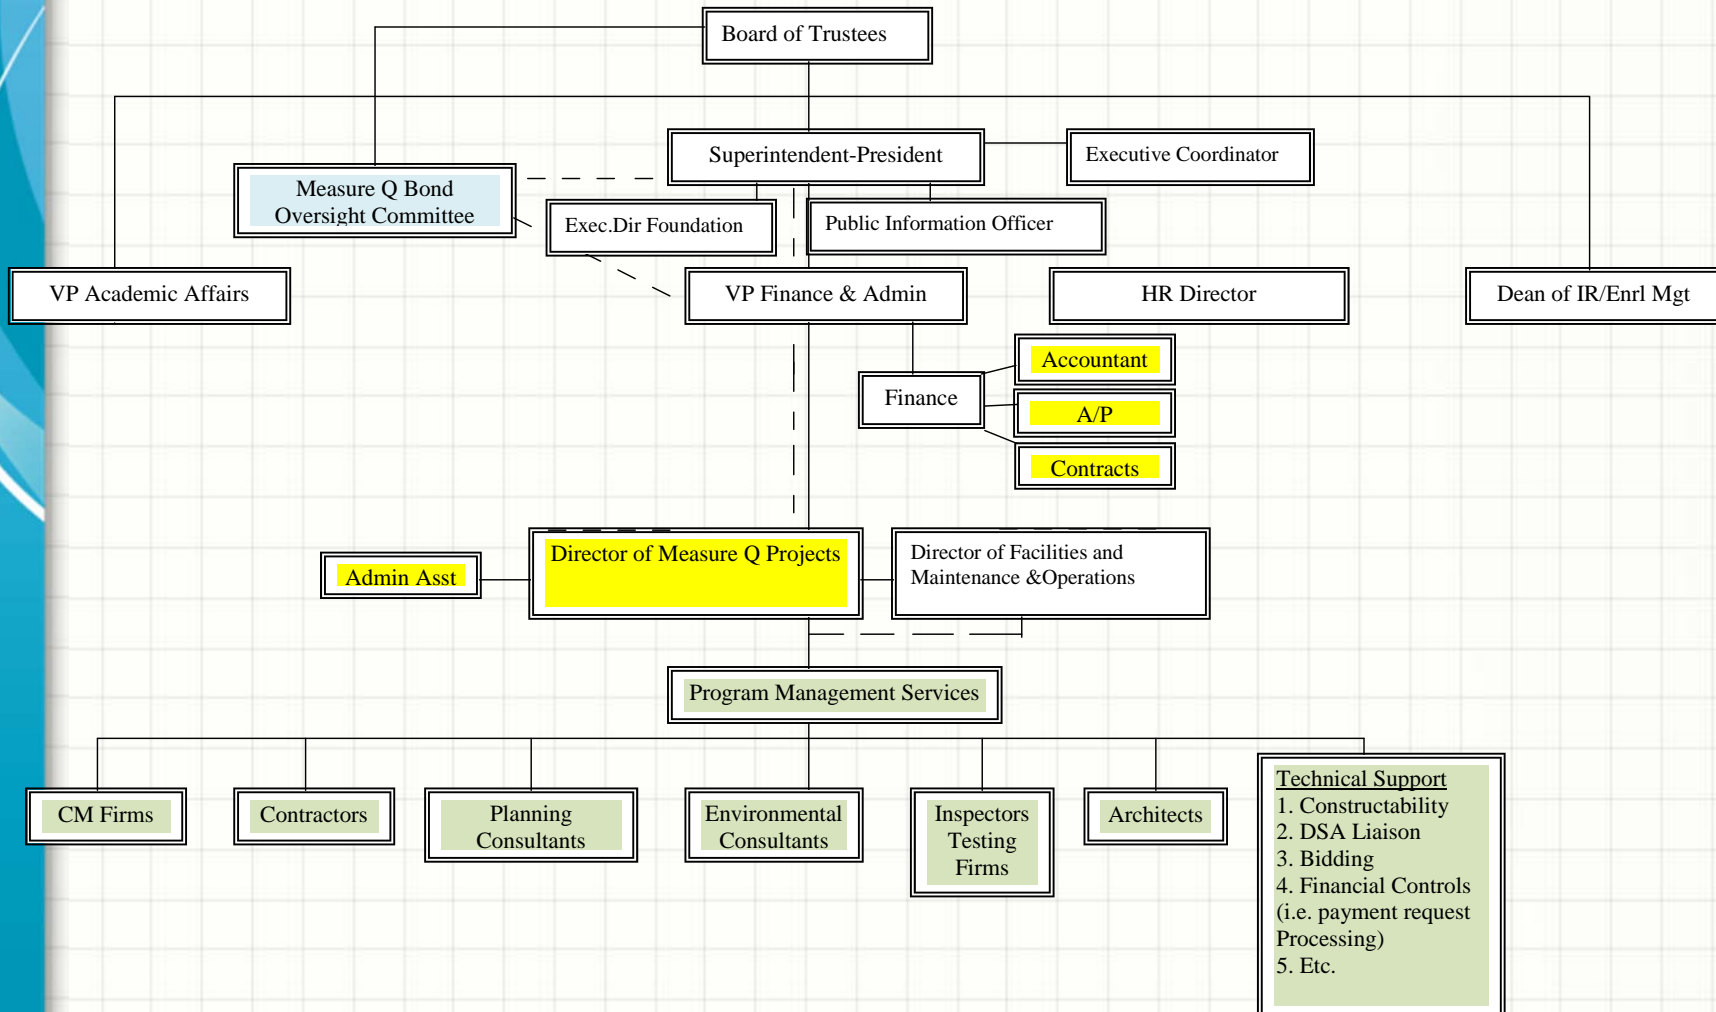 Board of Trustees
Superintendent-President
Executive Coordinator
Measure Q Bond
Oversight Committee
Exec.Dir Foundation
Public Information Officer
VP Academic Affairs
VP Finance & Admin
HR Director
Dean of IR/Enrl Mgt
Accountant
Finance
A/P
Contracts
Admin Asst
Director of Measure Q Projects
Director of Facilities and
Maintenance &Operations
Program Management Services
CM Firms
Contractors
Planning
Consultants
Environmental
Consultants
Inspectors
Testing
Firms
Architects
Technical Support
1. Constructability
2. DSA Liaison
3. Bidding
4. Financial Controls
(i.e. payment request
Processing)
5. Etc.